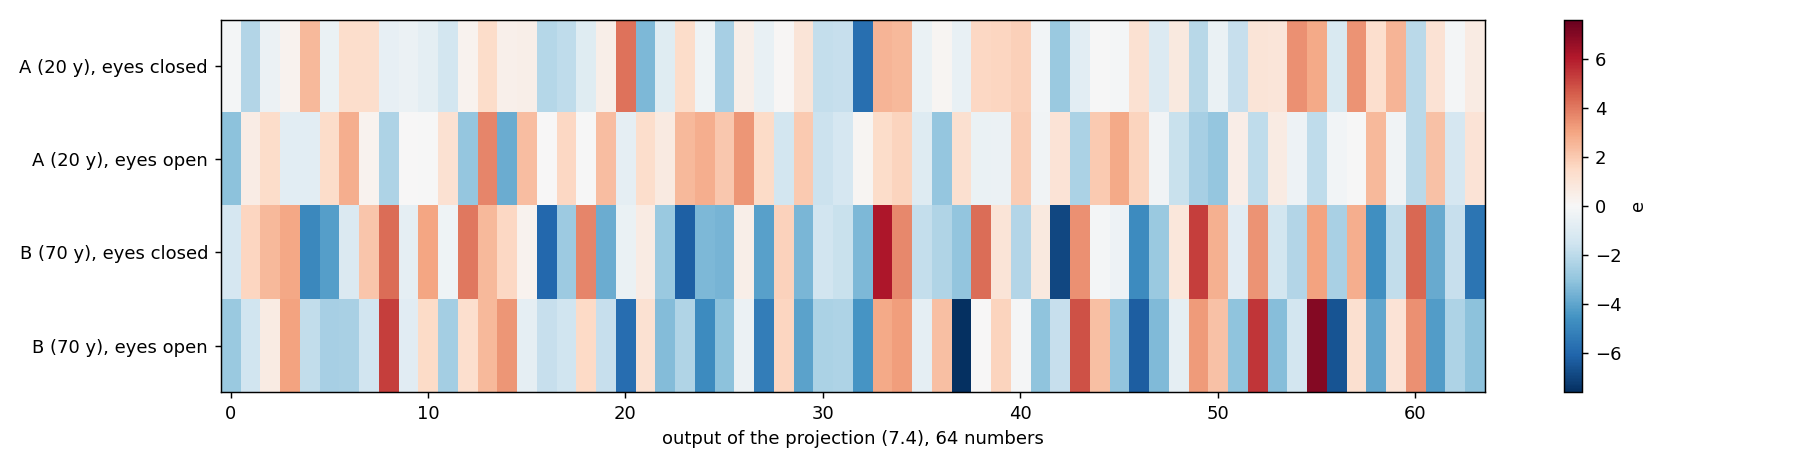 A (20 y), eyes closed
A (20 y), eyes open
B (70 y), eyes closed
B (70 y), eyes open
0 10 20 30 40 50 60
output of the projection (7.4), 64 numbers
6
4
2
0
−2
−4
−6
e